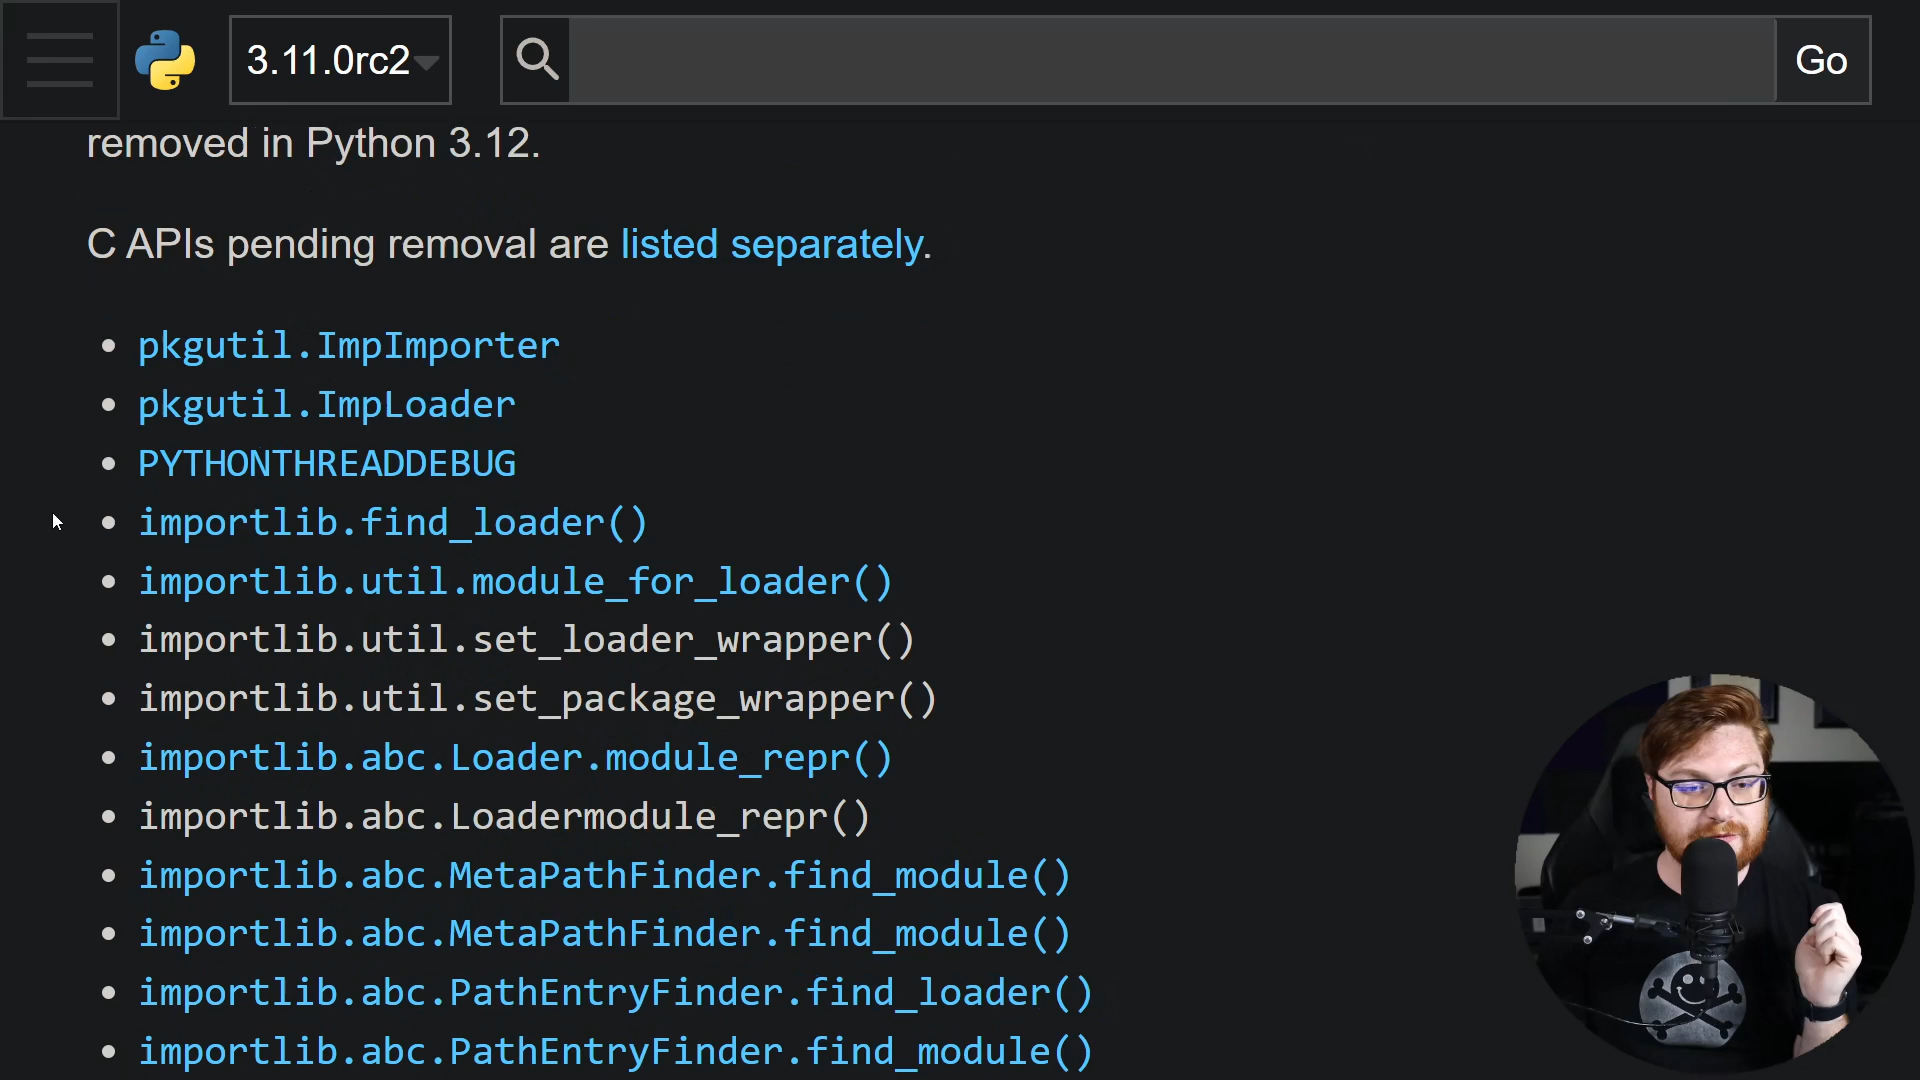 3.11.0rc2
Go
removed in Python 3.12.
C APIs pending removal are listed separately.
• pkgutil.ImpImporter
• pkgutil.ImpLoader
• PYTHONTHREADDEBUG
• importlib.find_loader()
• importlib.util.module_for_loader()
• importlib.util.set_loader_wrapper()
• importlib.util.set_package_wrapper()
• importlib.abc.Loader.module_repr()
• importlib.abc.Loadermodule_repr()
• importlib.abc.MetaPathFinder.find_module()
• importlib.abc.MetaPathFinder.find_module()
• importlib.abc.PathEntryFinder.find_loader()
• importlib.abc.PathEntryFinder.find_module()